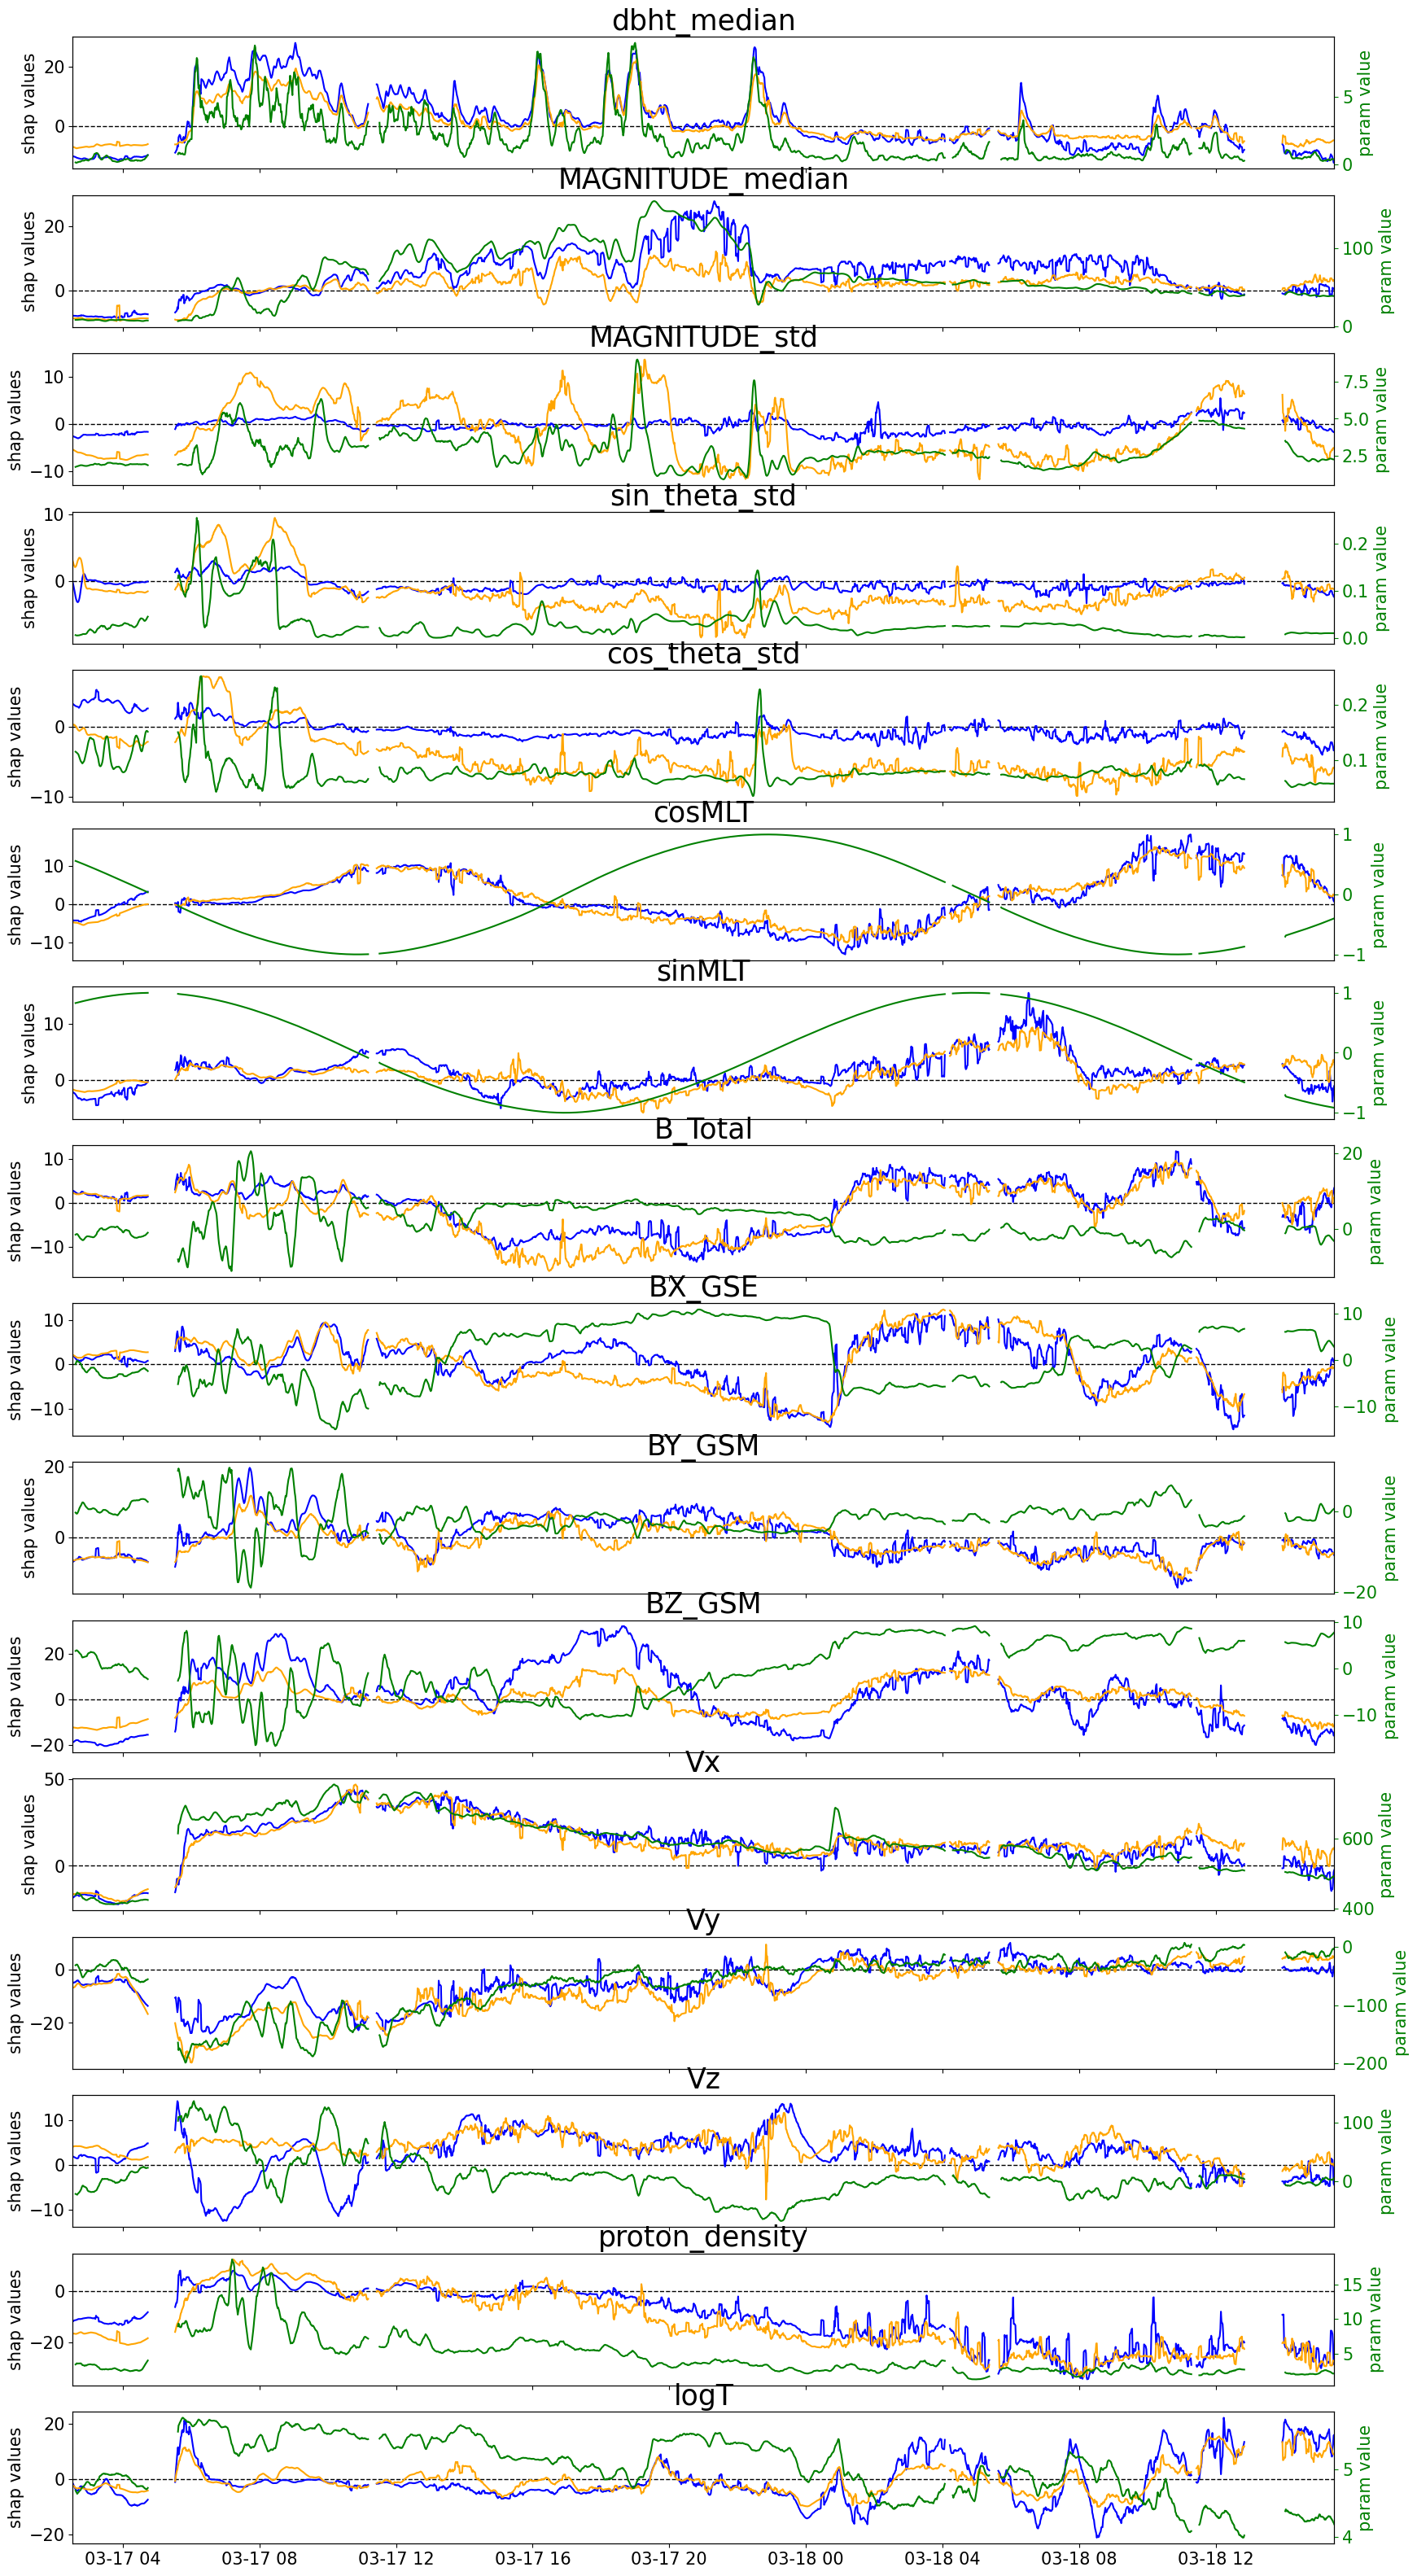 dbht_median
shap values
20
0
5
0
param value
MAGNITUDE_median
shap values
20
0
100
0
param value
MAGNITUDE_std
shap values
10
0
−10
7.5
5.0
2.5
param value
sin_theta_std
shap values
10
0
0.2
0.1
0.0
param value
cos_theta_std
shap values
0
−10
0.2
0.1
param value
cosMLT
shap values
10
0
−10
1
0
−1
param value
sinMLT
shap values
10
0
1
0
−1
param value
B_Total
shap values
10
0
−10
20
0
param value
BX_GSE
shap values
10
0
−10
10
0
−10
param value
BY_GSM
shap values
20
0
0
−20
param value
BZ_GSM
shap values
20
0
−20
10
0
−10
param value
Vx
shap values
50
0
600
400
param value
Vy
shap values
0
−20
0
−100
−200
param value
Vz
shap values
10
0
−10
100
0
param value
proton_density
shap values
0
−20
15
10
5
param value
logT
shap values
20
0
−20
5
4
param value
03-17 04
03-17 08
03-17 12
03-17 16
03-17 20
03-18 00
03-18 04
03-18 08
03-18 12